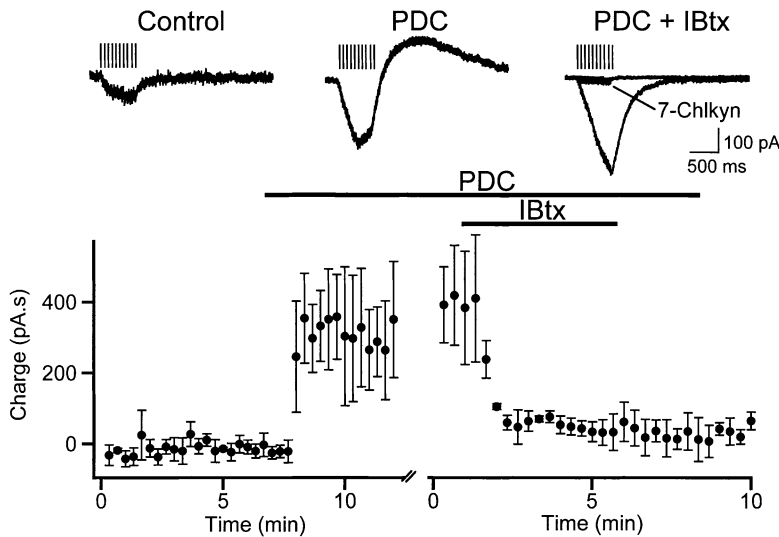 Control
PDC
PDC + IBtx
7-Chlkyn
100 pA
500 ms
PDC
IBtx
Charge (pA.s)
400
200
0
0 5 10
0 5 10
Time (min)
Time (min)